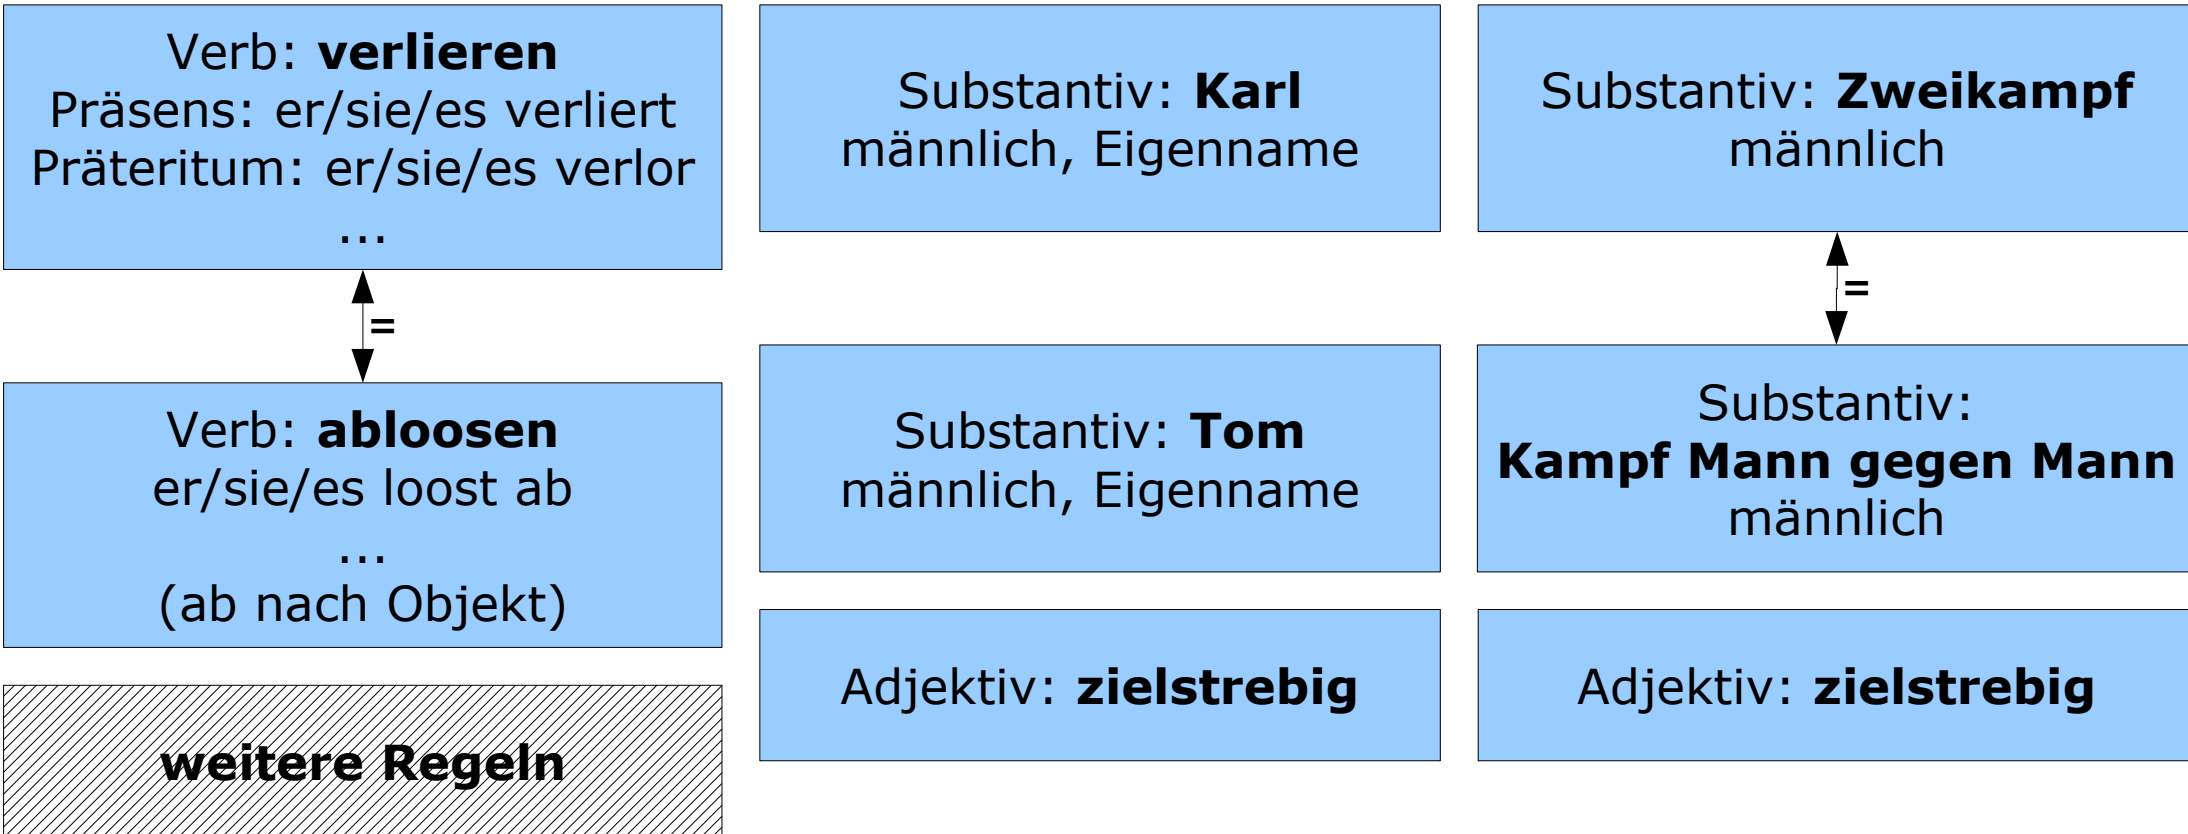 Verb: verlieren
Präsens: er/sie/es verliert
Präteritum: er/sie/es verlor
...
=
Verb: abloosen
er/sie/es loost ab
...
(ab nach Objekt)
weitere Regeln
Substantiv: Karl
männlich, Eigenname
Substantiv: Tom
männlich, Eigenname
Adjektiv: zielstrebig
Substantiv: Zweikampf
männlich
=
Substantiv:
Kampf Mann gegen Mann
männlich
Adjektiv: zielstrebig